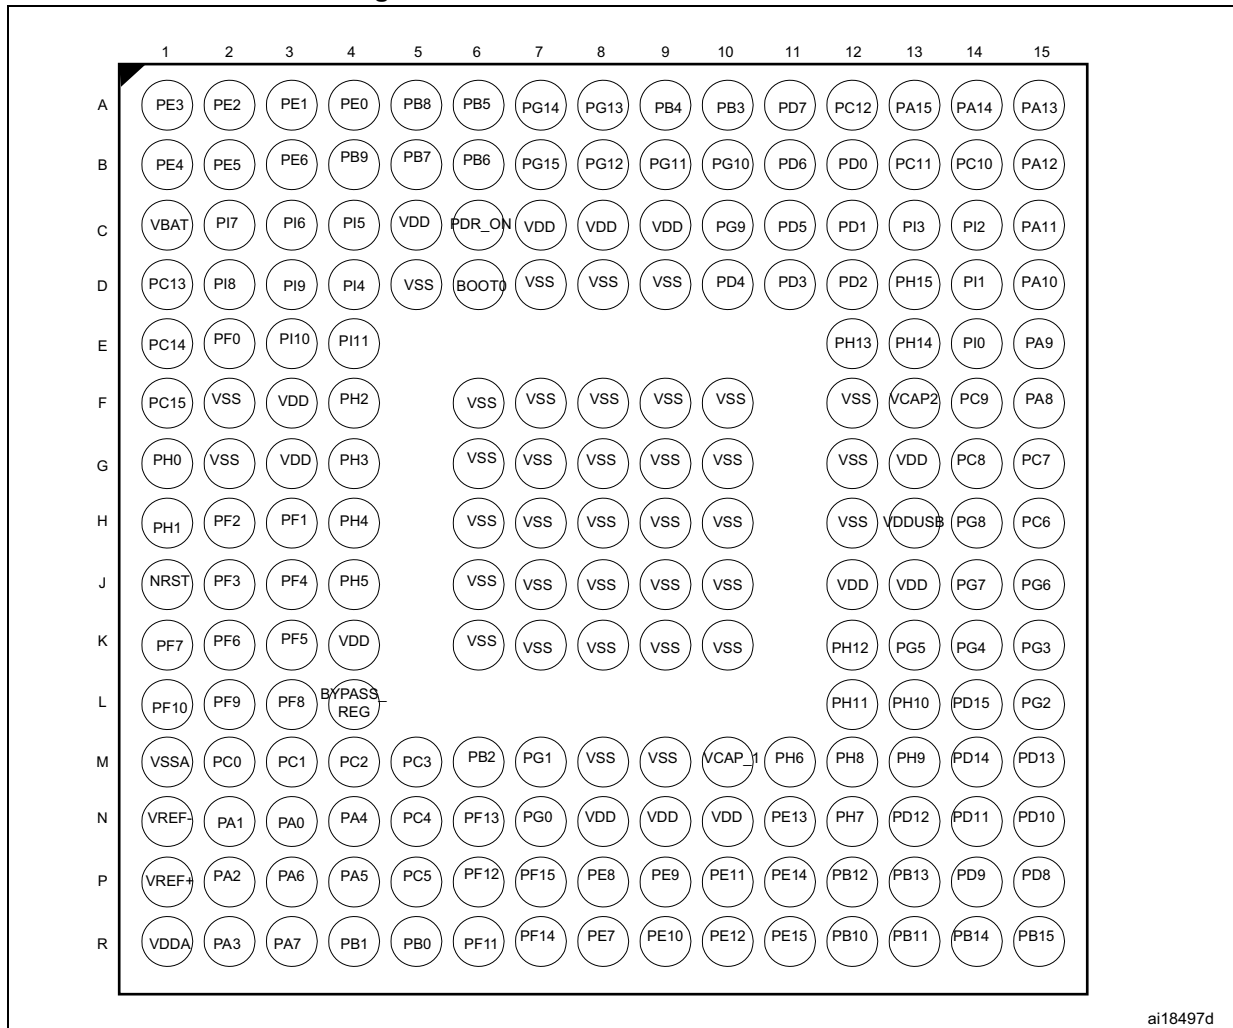 1 2 3 4 5 6 7 8 9 10 11 12 13 14 15
A PE3 PE2 PE1 PE0 PB8 PB5 PG14 PG13 PB4 PB3 PD7 PC12 PA15 PA14 PA13
B PE4 PE5 PE6 PB9 PB7 PB6 PG15 PG12 PG11 PG10 PD6 PD0 PC11 PC10 PA12
C VBAT PI7 PI6 PI5 VDD PDR_ON VDD VDD VDD PG9 PD5 PD1 PI3 PI2 PA11
D PC13 PI8 PI9 PI4 VSS BOOT0 VSS VSS VSS PD4 PD3 PD2 PH15 PI1 PA10
E PC14 PF0 PI10 PI11 PH13 PH14 PI0 PA9
F PC15 VSS VDD PH2 VSS VSS VSS VSS VSS VSS VCAP2 PC9 PA8
G PH0 VSS VDD PH3 VSS VSS VSS VSS VSS VSS VDD PC8 PC7
H PH1 PF2 PF1 PH4 VSS VSS VSS VSS VSS VSS VDDUSB PG8 PC6
J NRST PF3 PF4 PH5 VSS VSS VSS VSS VSS VDD VDD PG7 PG6
K PF7 PF6 PF5 VDD VSS VSS VSS VSS VSS PH12 PG5 PG4 PG3
L PF10 PF9 PF8 BYPASS_ PH11 PH10 PD15 PG2
REG
M VSSA PC0 PC1 PC2 PC3 PB2 PG1 VSS VSS VCAP_1 PH6 PH8 PH9 PD14 PD13
N VREF- PA1 PA0 PA4 PC4 PF13 PG0 VDD VDD VDD PE13 PH7 PD12 PD11 PD10
P VREF+ PA2 PA6 PA5 PC5 PF12 PF15 PE8 PE9 PE11 PE14 PB12 PB13 PD9 PD8
R VDDA PA3 PA7 PB1 PB0 PF11 PF14 PE7 PE10 PE12 PE15 PB10 PB11 PB14 PB15
ai18497d